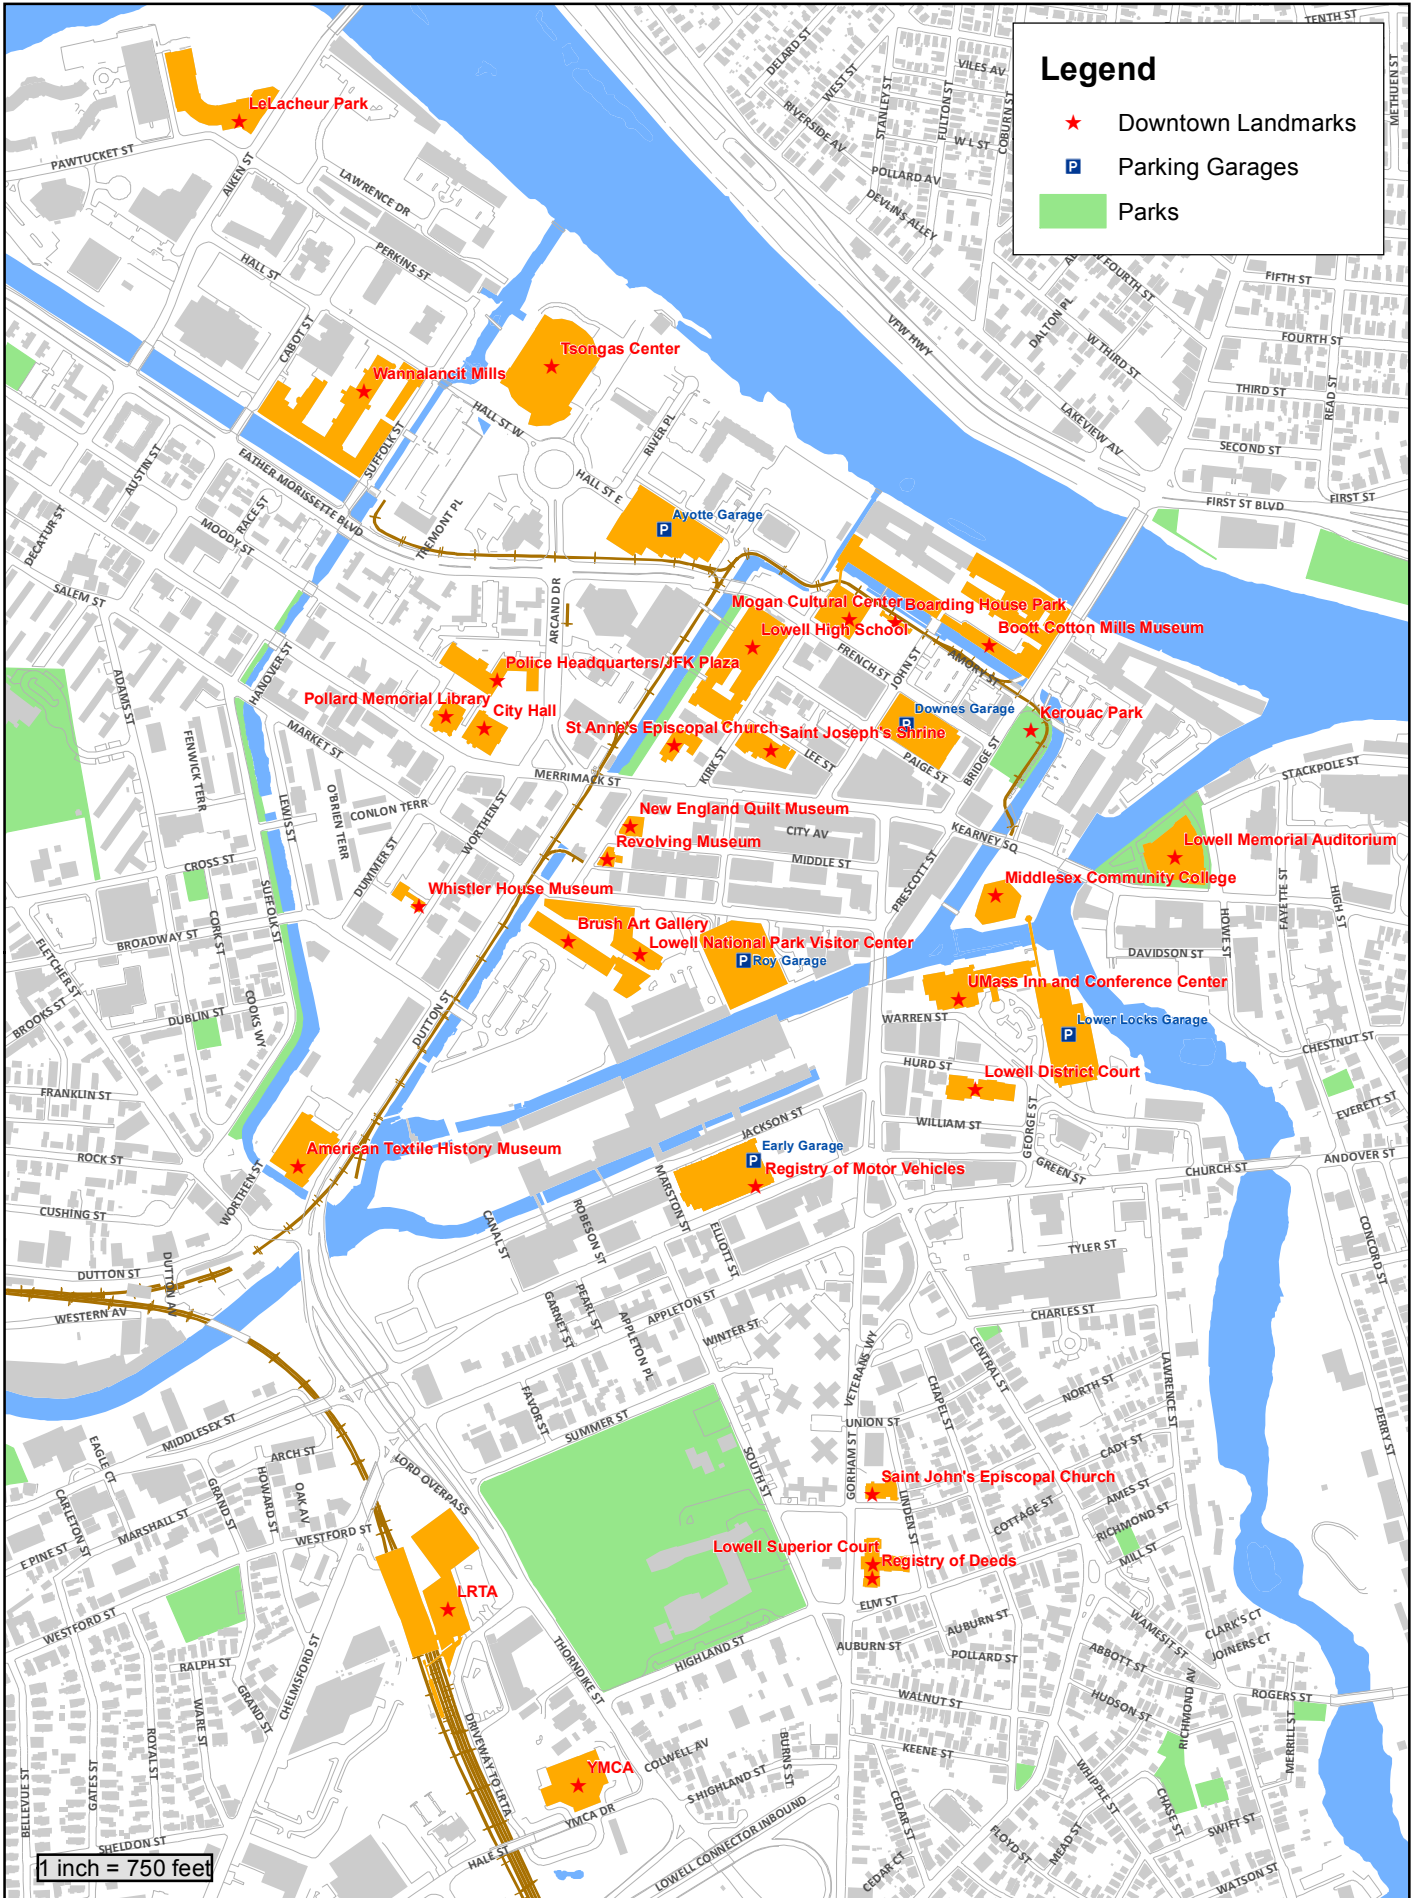 Legend
Downtown Landmarks
P Parking Garages
Parks
TENTH ST
METHUEN ST
DELARD ST
WEST ST
VILES AV
STANLEY ST
FULTON ST
COBURN ST
RIVERSIDE AV
W L ST
POLLARD AV
DEVLINS ALLEY
LeLacheur Park
PAWTUCKET ST
AIKEN ST
LAWRENCE DR
PERKINS ST
HALL ST
CABOT ST
W FOURTH ST
FIFTH ST
DALTON PL
VFW HWY
W THIRD ST
FOURTH ST
THIRD ST
READ ST
LAKEVIEW AV
SECOND ST
FIRST ST BLVD
FIRST ST
Tsongas Center
Wannalancit Mills
HALL ST W
RIVER PL
SUFFOLK ST
AUSTIN ST
FATHER MORISSETTE BLVD
HALL ST E
RACE ST
MOODY ST
TREMONT PL
DECATUR ST
P Ayotte Garage
SALEM ST
ARCAND DR
Mogan Cultural Center
Boarding House Park
Lowell High School
Boott Cotton Mills Museum
FRENCH ST
JOHN ST
AMORY ST
HANOVER ST
Police Headquarters/JFK Plaza
ADAMS ST
Pollard Memorial Library
City Hall
P Downes Garage
Kerouac Park
St Anne's Episcopal Church
Saint Joseph's Shrine
FENWICK TERR
MARKET ST
KIRK ST
LEE ST
PAIGE ST
BRIDGE ST
MERRIMACK ST
STACKPOLE ST
LEWIS ST
O'BRIEN TERR
CONLON TERR
WORTHEN ST
New England Quilt Museum
CITY AV
KEARNEY SQ
Revolving Museum
MIDDLE ST
Lowell Memorial Auditorium
CROSS ST
DUMMER ST
PRESCOTT ST
Middlesex Community College
Whistler House Museum
SUFFOLK ST
CORK ST
FAYETTE ST
HIGH ST
HOWE ST
BROADWAY ST
FLETCHER ST
Brush Art Gallery
Lowell National Park Visitor Center
P Roy Garage
DAVIDSON ST
UMass Inn and Conference Center
BROOKS ST
DUBLIN ST
COOKS WY
DUTTON ST
WARREN ST
P Lower Locks Garage
CHESTNUT ST
HURD ST
Lowell District Court
FRANKLIN ST
EVERETT ST
JACKSON ST
WILLIAM ST
GEORGE ST
American Textile History Museum
P Early Garage
Registry of Motor Vehicles
ROCK ST
WORTHEN ST
MARSTON ST
GREEN ST
CHURCH ST
ANDOVER ST
CUSHING ST
CANAL ST
ROBESON ST
ELLIOTT ST
TYLER ST
CONCORD ST
DUTTON ST
DUTTON AV
WESTERN AV
GARNET ST
PEARL ST
APPLETON PL
APPLETON ST
WINTER ST
CHARLES ST
VETERANS WY
CENTRAL ST
LAWRENCE ST
CHAPEL ST
NORTH ST
FAVOR ST
SUMMER ST
UNION ST
MIDDLESEX ST
EAGLE CT
ARCH ST
CADY ST
PERRY ST
LORD OVERPASS
SOUTH ST
GORHAM ST
Saint John's Episcopal Church
CARLETON ST
GRAND ST
HOWARD ST
OAK AV
LINDEN ST
AMES ST
COTTAGE ST
RICHMOND ST
MARSHALL ST
WESTFORD ST
E PINE ST
MILL ST
Lowell Superior Court
Registry of Deeds
LRTA
ELM ST
WESTFORD ST
AUBURN ST
AUBURN ST
WAMESIT ST
CLARK'S CT
JOINERS CT
ABBOTT ST
POLLARD ST
HIGHLAND ST
THORNDIKE ST
RALPH ST
CHELMSFORD ST
GRAND ST
WARE ST
ROYAL ST
WALNUT ST
HUDSON ST
RICHMOND AV
ROGERS ST
MERRILL ST
GATES ST
BELLEVUE ST
DRIVEWAY TO LRTA
YMCA
COLWELL AV
BURNS ST
KEENE ST
S HIGHLAND ST
WHIPPLE ST
CHASE ST
CEDAR ST
YMCA DR
SWIFT ST
SHELDON ST
HALE ST
LOWELL CONNECTOR INBOUND
FLOYD ST
MEAD ST
CEDAR CT
WATSON ST
1 inch = 750 feet